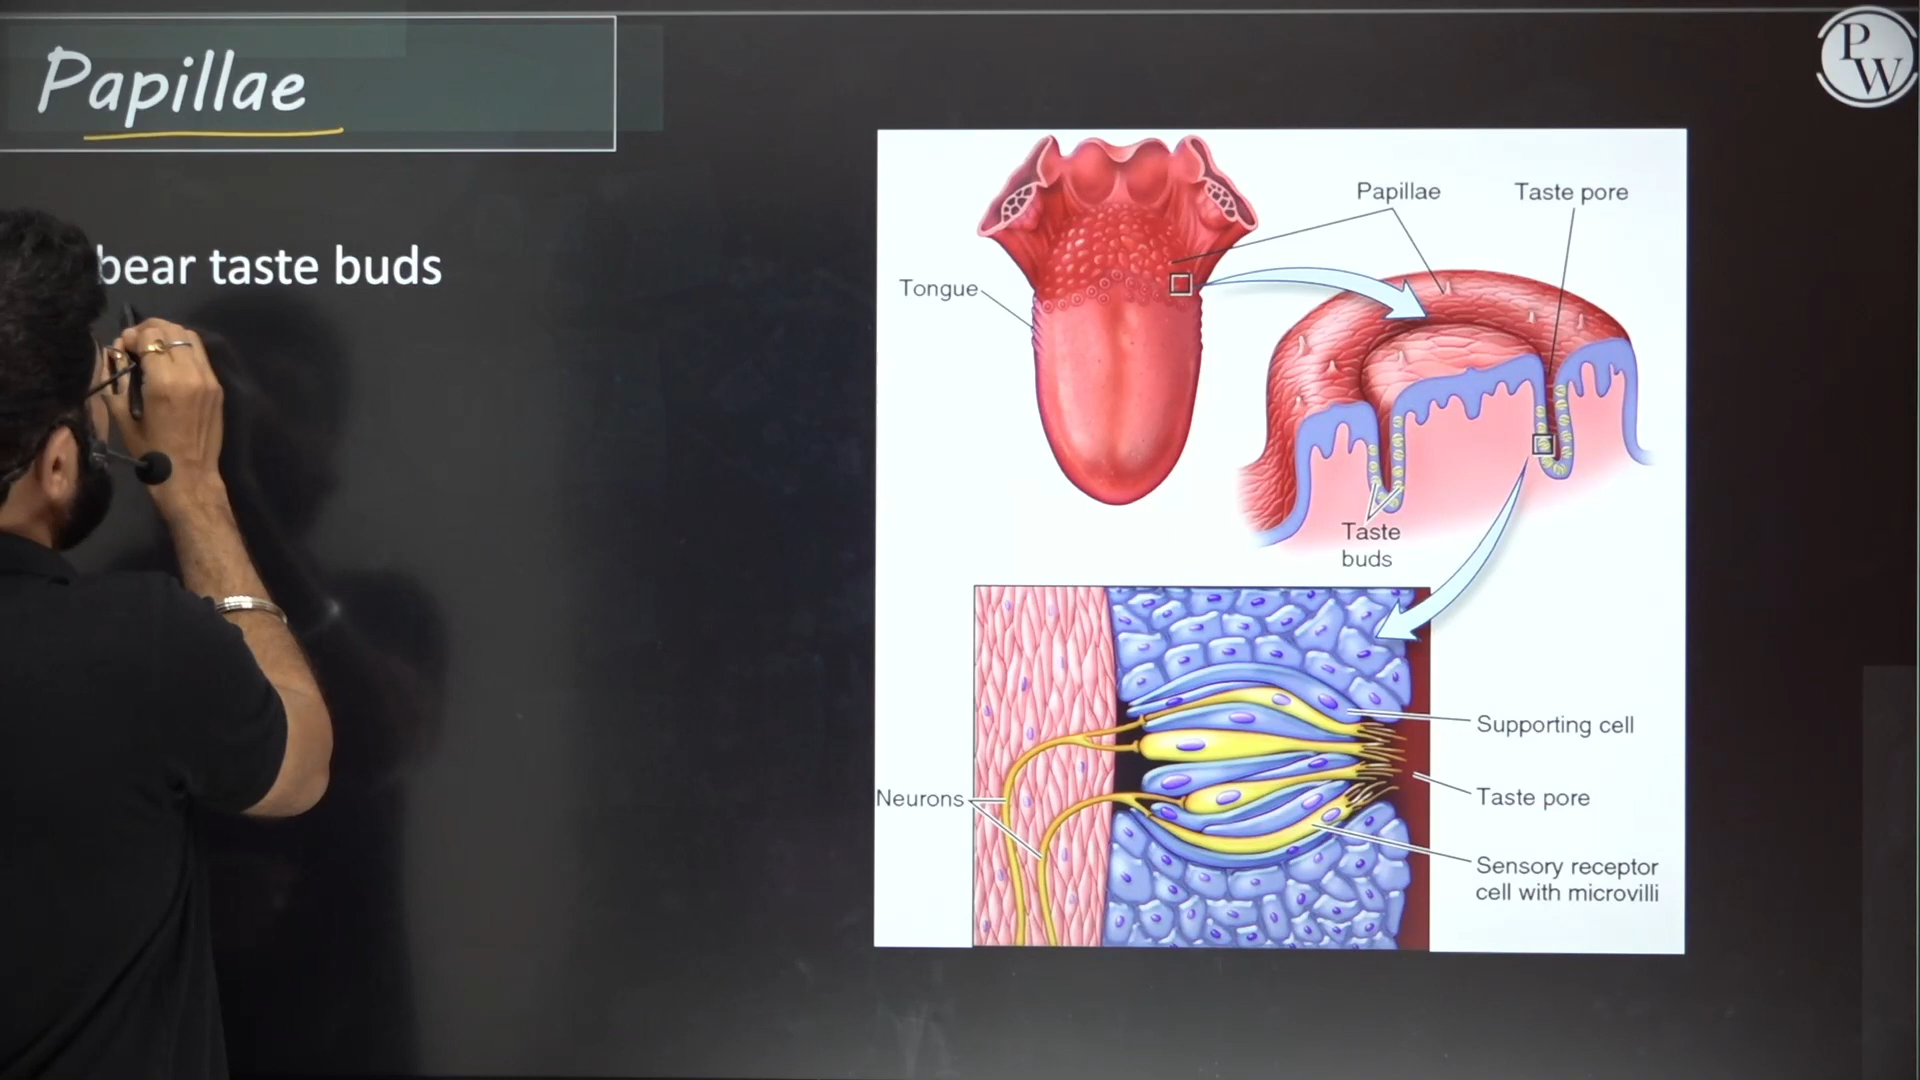 Papillae
bear taste buds
PW
Papillae
Taste pore
Tongue
Taste
buds
Supporting cell
Neurons
Taste pore
Sensory receptor
cell with microvilli